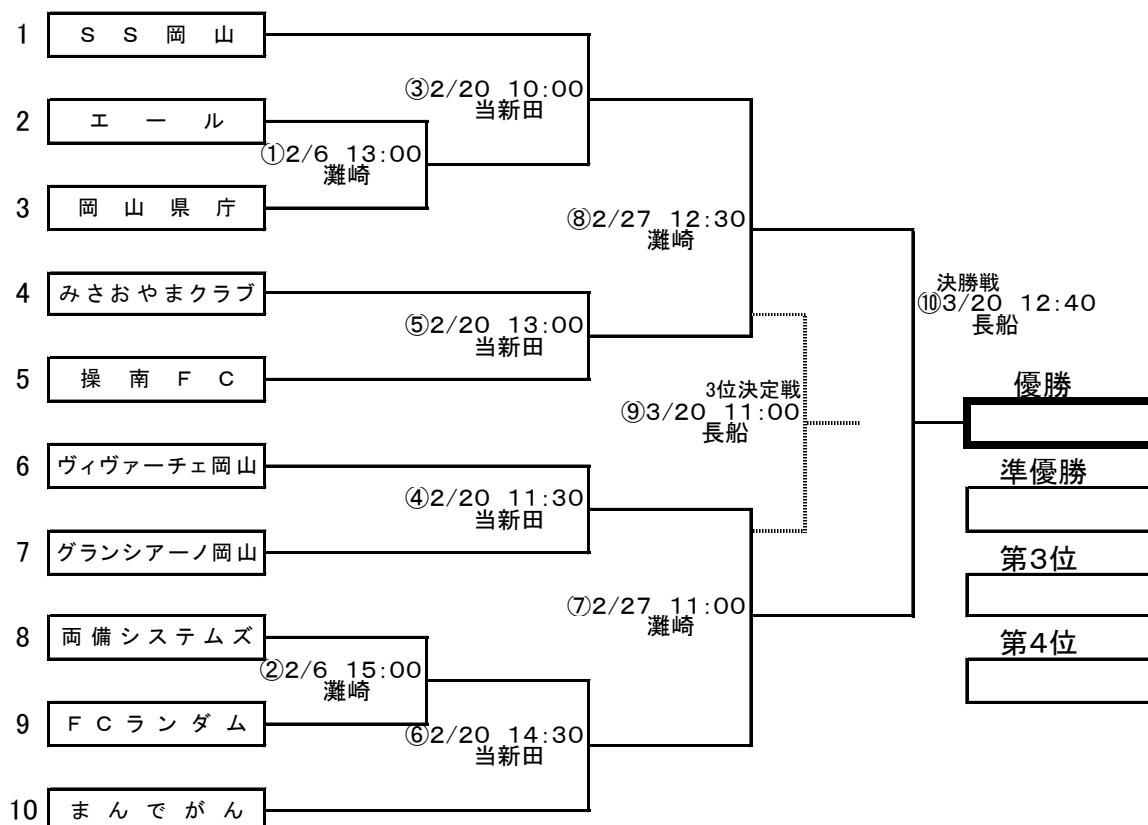 1 ＳＳ岡山
③2/20 10:00
当新田
2 エール
①2/6 13:00
灘崎
3 岡山県庁
⑧2/27 12:30
灘崎
4 みさおやまクラブ
⑤2/20 13:00
当新田
5 操南ＦＣ
決勝戦
⑩3/20 12:40
長船
3位決定戦
⑨3/20 11:00
長船
優勝
6 ヴィヴァーチェ岡山
④2/20 11:30
当新田
準優勝
7 グランシアーノ岡山
第3位
⑦2/27 11:00
灘崎
8 両備システムズ
②2/6 15:00
灘崎
第4位
9 ＦＣランダム
⑥2/20 14:30
当新田
10 まんでがん